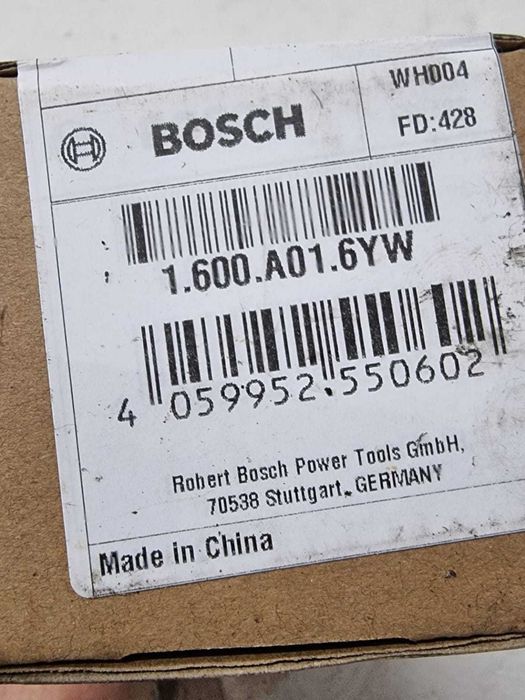 WH004
BOSCH
FD:428
1.600.A01.6YW
4 059952 550602
Robert Bosch Power Tools GmbH,
70538 Stuttgart, GERMANY
Made in China